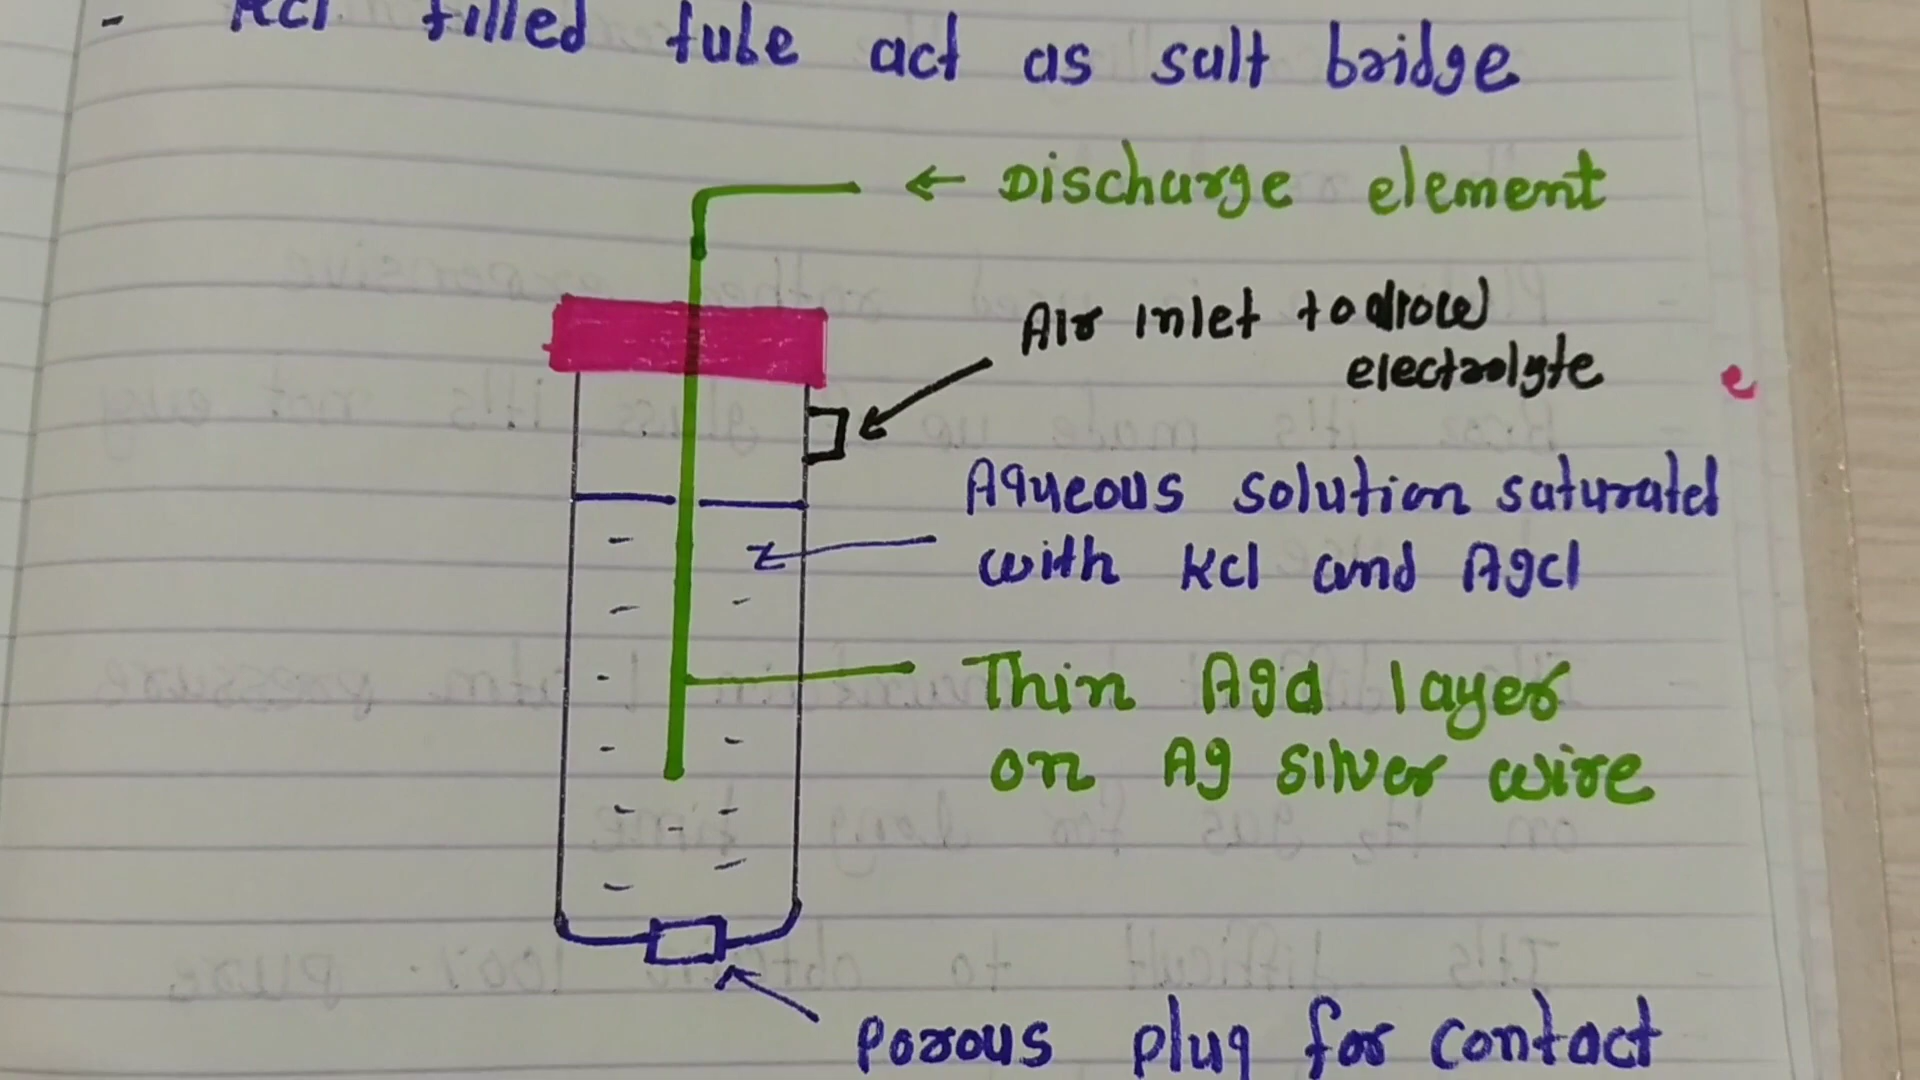 - KCl filled tube act as salt bridge
← Discharge element
Air inlet to
electrolyte
Aqueous solution saturated
with KCl and AgCl
Thin AgCl layer
on Ag silver wire
Porous plug for contact